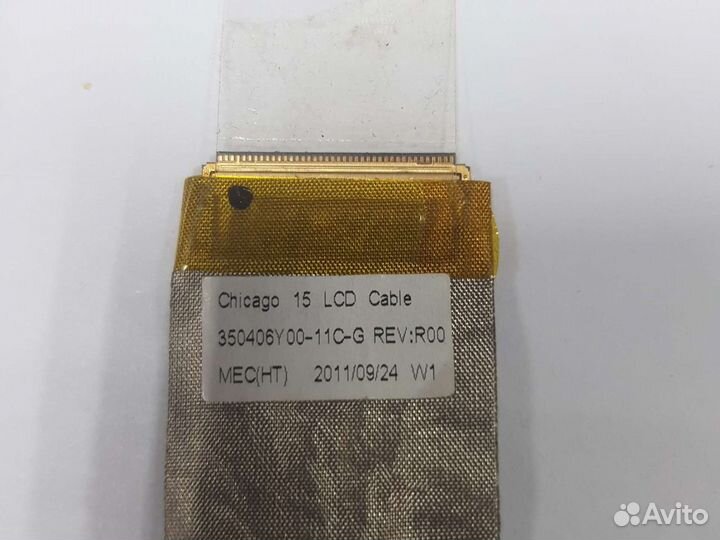 Chicago 15 LCD Cable
350406Y00-11C-G REV:R00
MEC(HT) 2011/09/24 W1
Avito